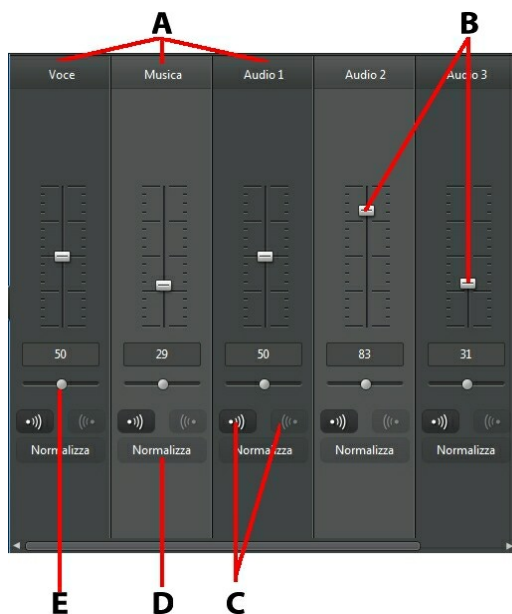 A B
Voce Musica Audio 1 Audio 2 Audio 3
50 29 50 83 31
Normalizza Normalizza Normalizza Normalizza Normalizza
E D C